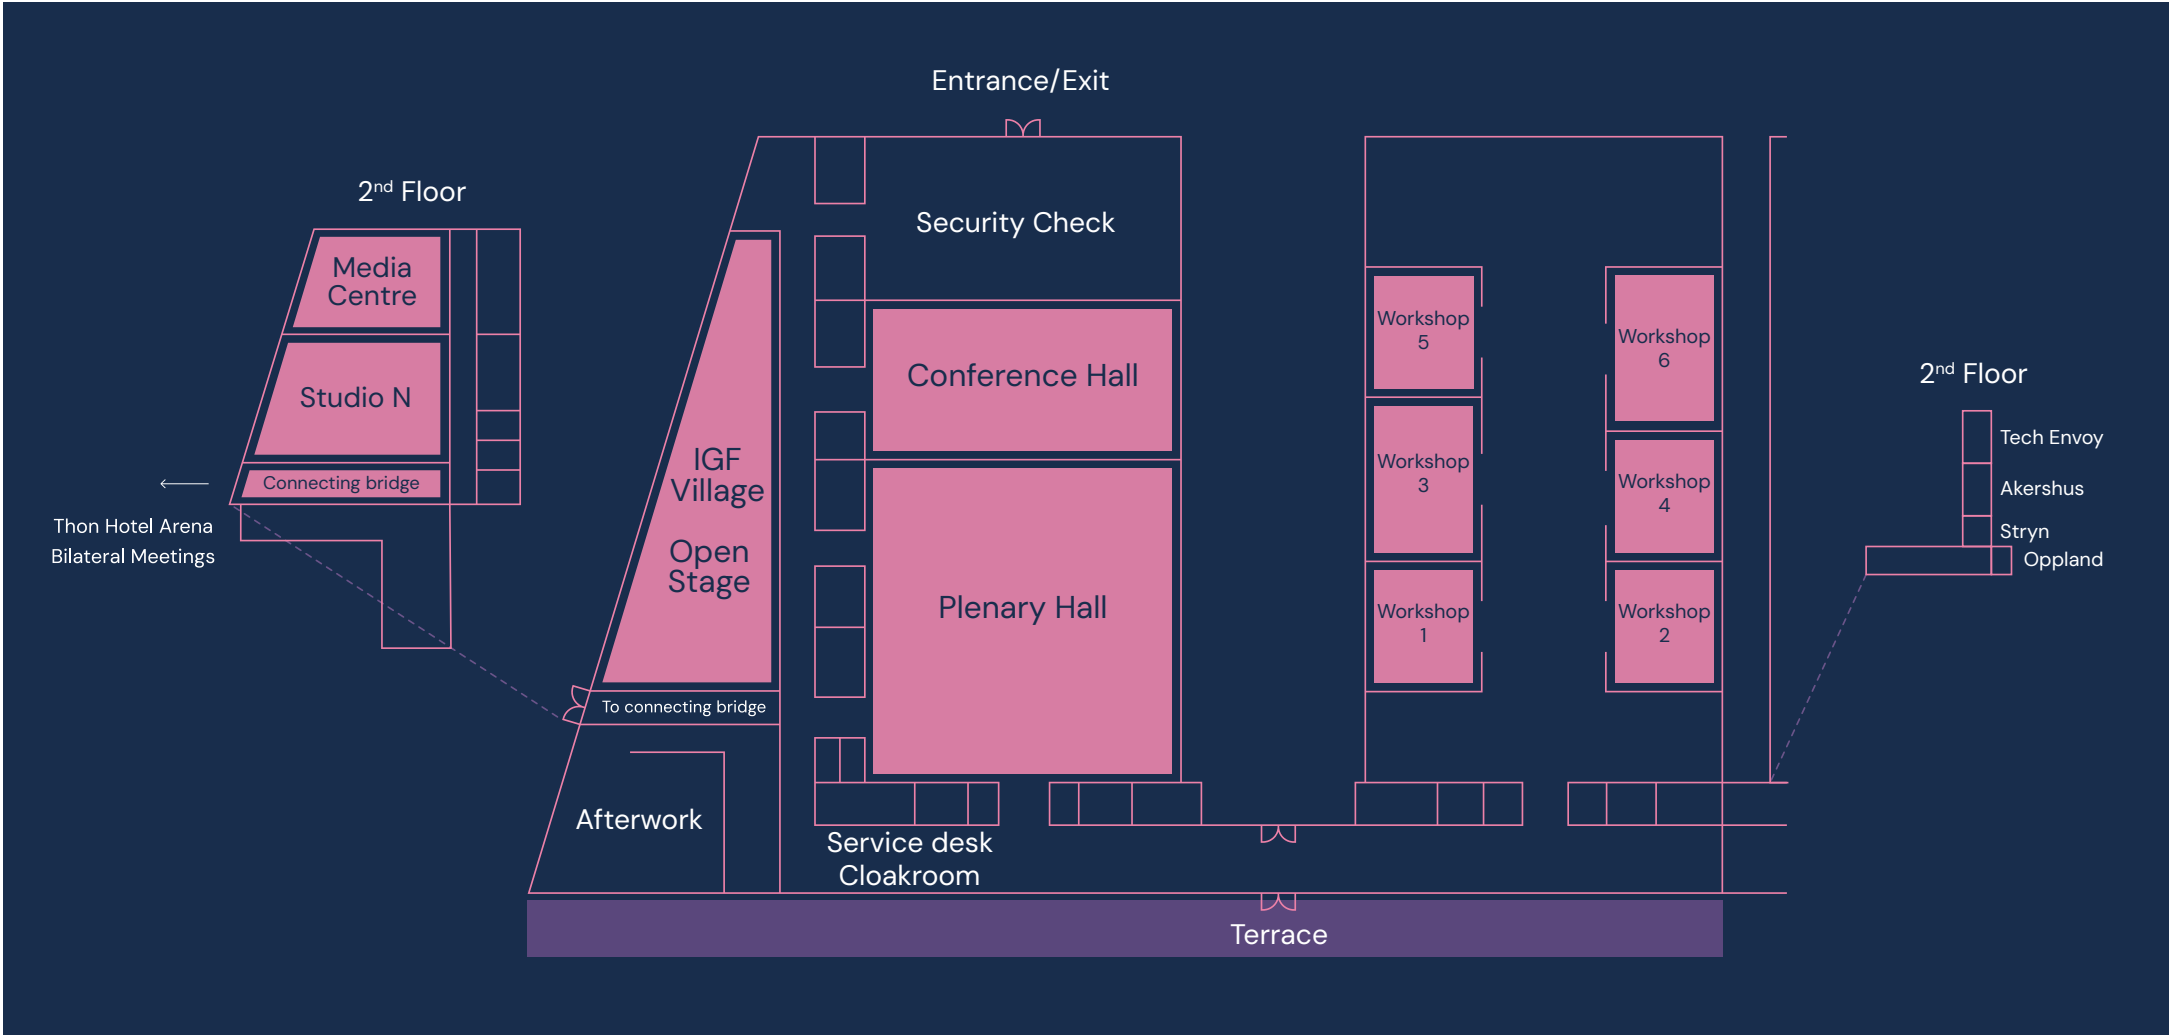 Entrance/Exit
2nd Floor
Media
Centre
Studio N
Connecting bridge
Thon Hotel Arena
Bilateral Meetings
Security Check
Conference Hall
IGF
Village
Open
Stage
Plenary Hall
To connecting bridge
Afterwork
Service desk
Cloakroom
Terrace
Workshop
5
Workshop
3
Workshop
1
Workshop
6
Workshop
4
Workshop
2
2nd Floor
Tech Envoy
Akershus
Stryn
Oppland